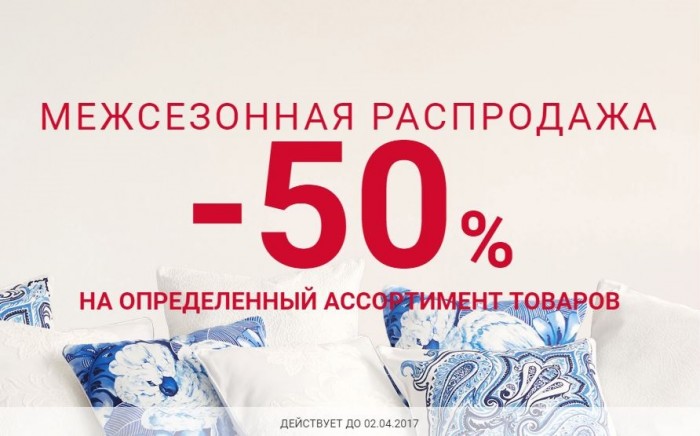 МЕЖСЕЗОННАЯ РАСПРОДАЖА
-50%
НА ОПРЕДЕЛЕННЫЙ АССОРТИМЕНТ ТОВАРОВ
ДЕЙСТВУЕТ ДО 02.04.2017